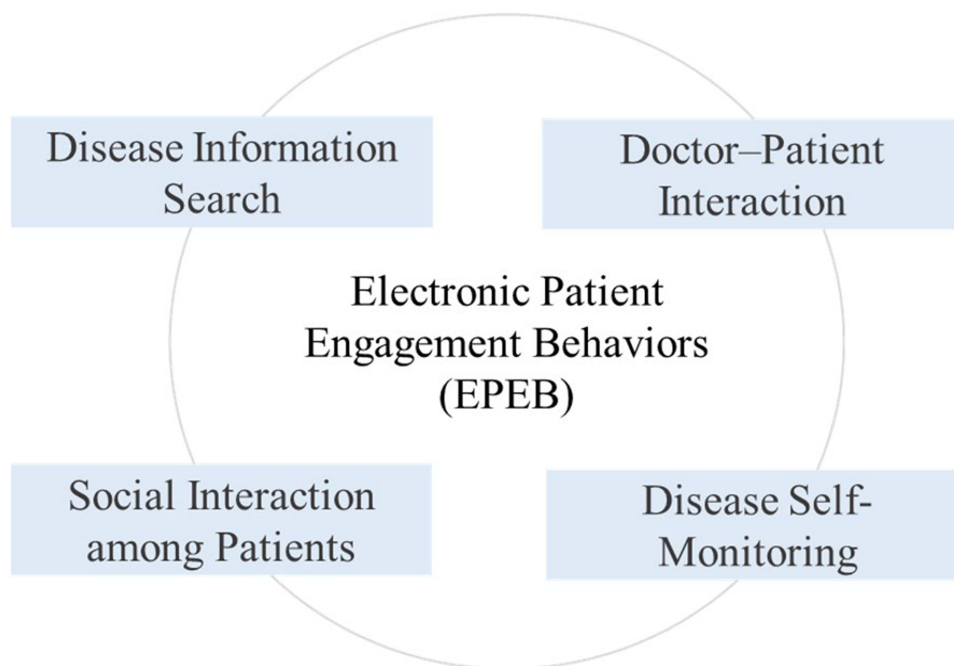 Disease Information
Search
Doctor–Patient
Interaction
Electronic Patient
Engagement Behaviors
(EPEB)
Social Interaction
among Patients
Disease Self-
Monitoring